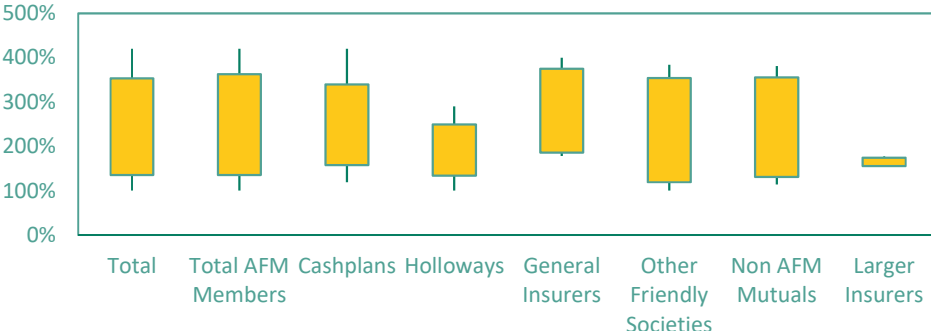 500%
400%
300%
200%
100%
0%
Total Total AFM Cashplans Holloways General Other Non AFM Larger
Members Insurers Friendly Mutuals Insurers
Societies